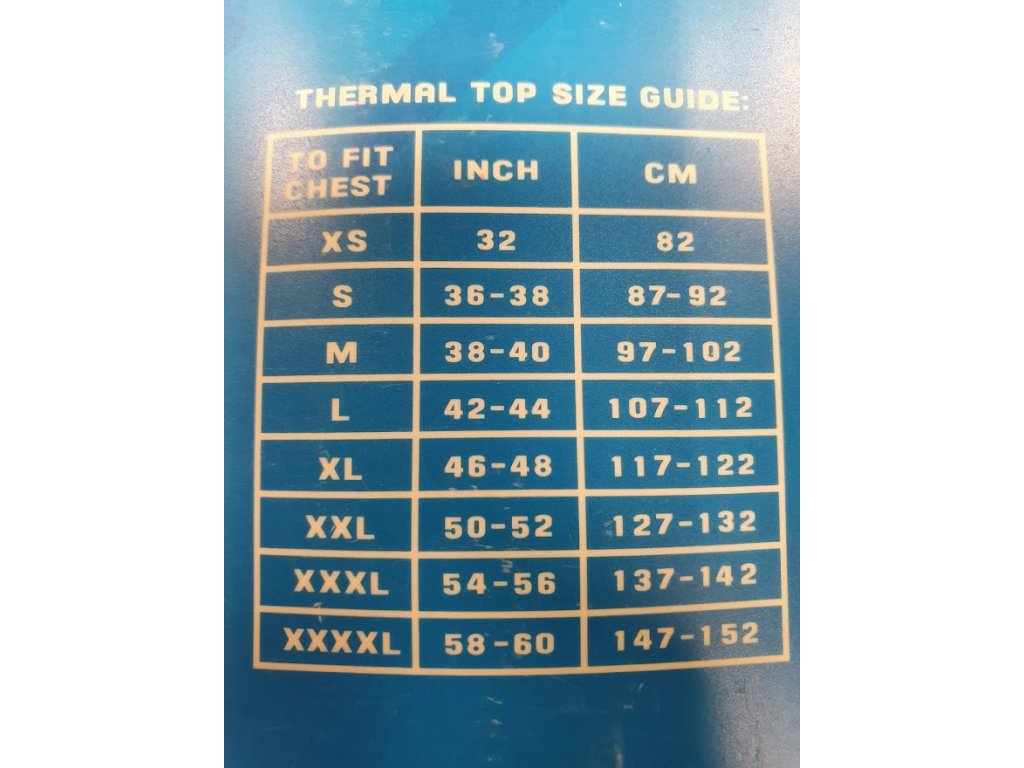 THERMAL TOP SIZE GUIDE:
TO FIT CHEST INCH CM
XS 32 82
S 36-38 87-92
M 38-40 97-102
L 42-44 107-112
XL 46-48 117-122
XXL 50-52 127-132
XXXL 54-56 137-142
XXXXL 58-60 147-152